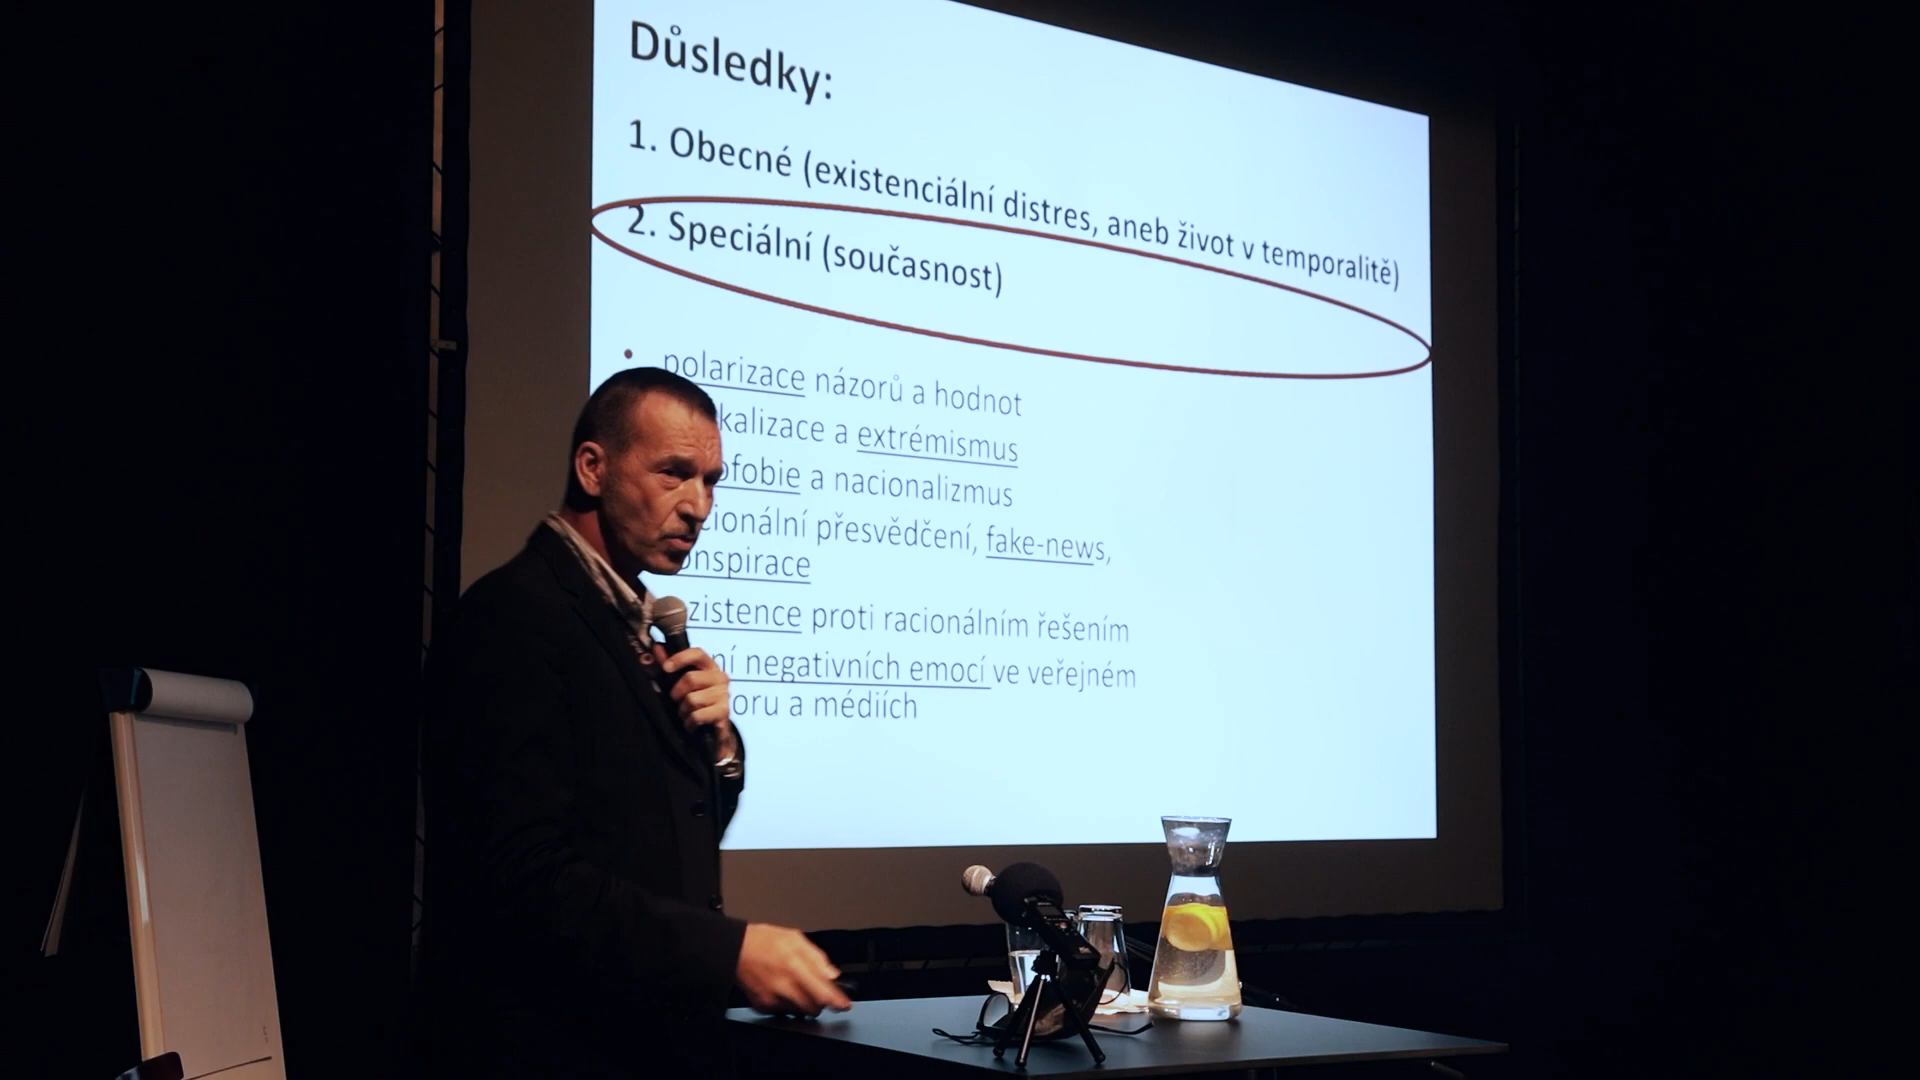 Důsledky:
1. Obecné (existenciální distres, aneb život v temporalitě)
2. Speciální (současnost)
• polarizace názorů a hodnot
kalizace a extrémismus
ofobie a nacionalizmus
cionální přesvědčení, fake-news,
onspirace
zistence proti racionálním řešením
ní negativních emocí ve veřejném
oru a médiích